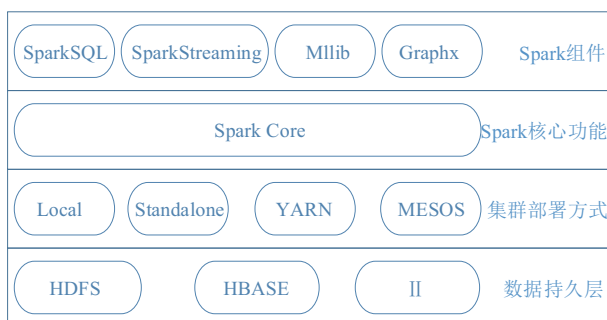 SparkSQL SparkStreaming Mllib Graphx Spark组件
Spark Core Spark核心功能
Local Standalone YARN MESOS 集群部署方式
HDFS HBASE II 数据持久层